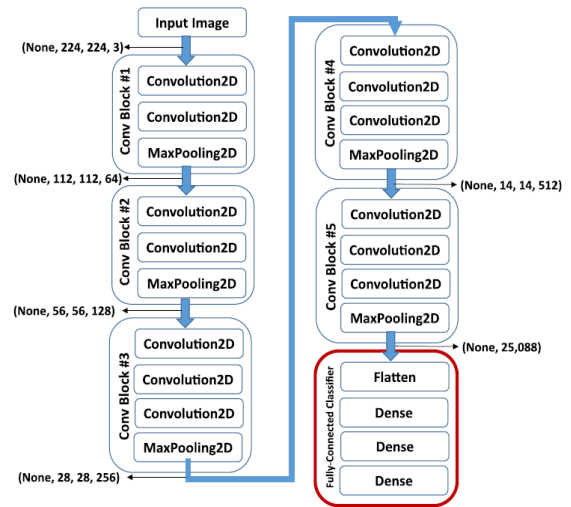 Input Image
(None, 224, 224, 3)
Conv Block #1
Convolution2D
Convolution2D
MaxPooling2D
(None, 112, 112, 64)
Conv Block #2
Convolution2D
Convolution2D
MaxPooling2D
(None, 56, 56, 128)
Conv Block #3
Convolution2D
Convolution2D
Convolution2D
MaxPooling2D
(None, 28, 28, 256)
Conv Block #4
Convolution2D
Convolution2D
Convolution2D
MaxPooling2D
(None, 14, 14, 512)
Conv Block #5
Convolution2D
Convolution2D
Convolution2D
MaxPooling2D
(None, 25,088)
Fully-Connected Classifier
Flatten
Dense
Dense
Dense